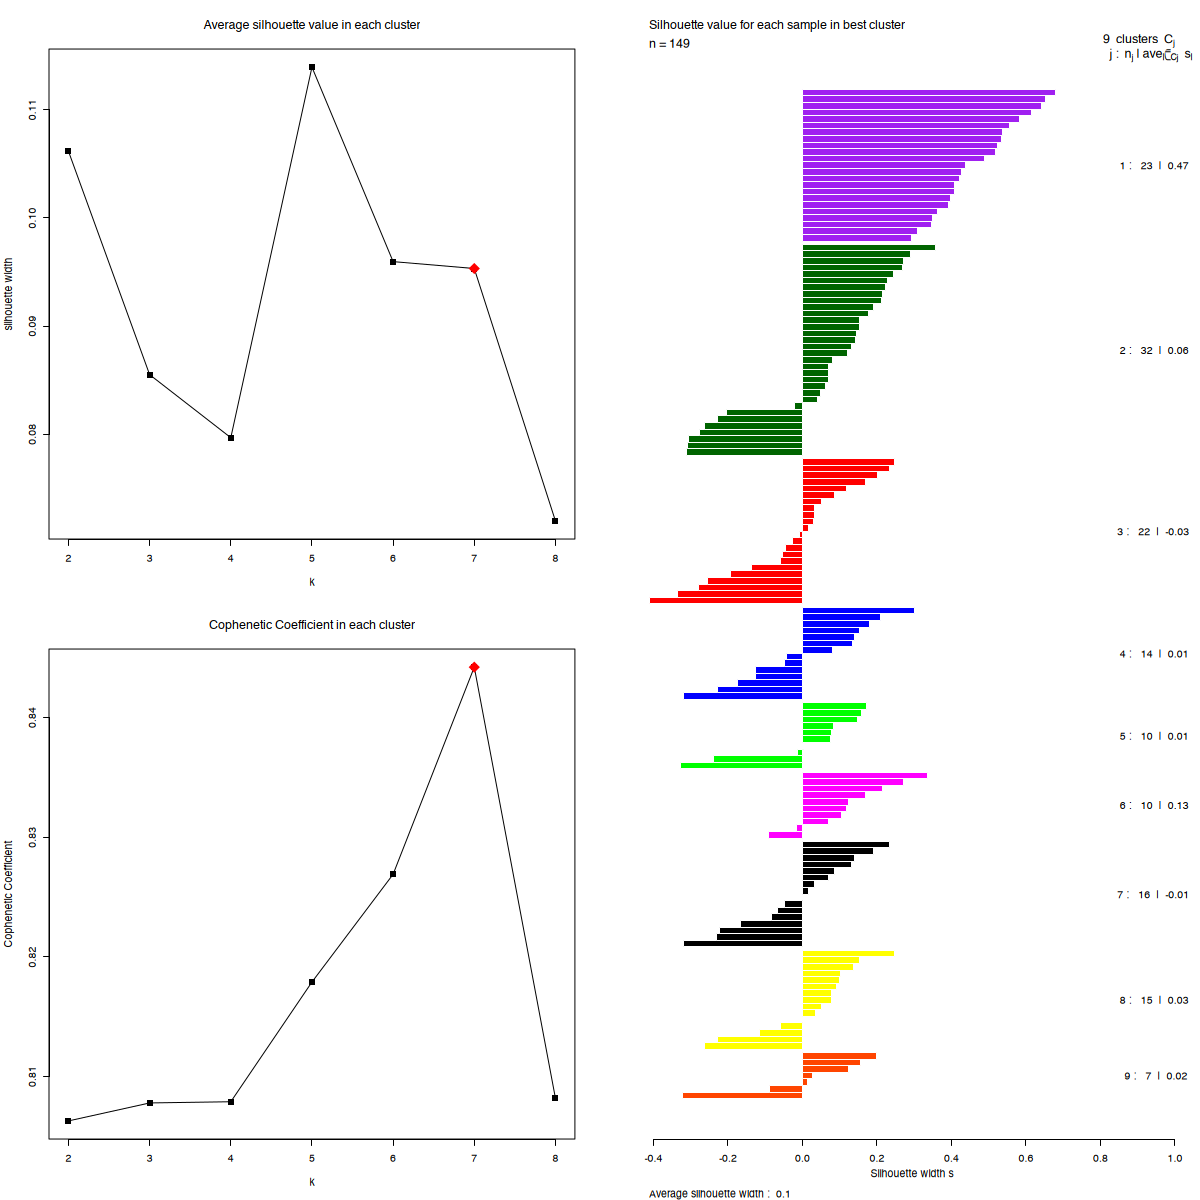 Average silhouette value in each cluster
silhouette width
0.08
0.09
0.10
0.11
2 3 4 5 6 7 8
k
Cophenetic Coefficient in each cluster
Cophenetic Coefficient
0.81
0.82
0.83
0.84
2 3 4 5 6 7 8
k
Silhouette value for each sample in best cluster
n = 149
9 clusters Cj
j : nj | avei∈Cj si
1 : 23 | 0.47
2 : 32 | 0.06
3 : 22 | -0.03
4 : 14 | 0.01
5 : 10 | 0.01
6 : 10 | 0.13
7 : 16 | -0.01
8 : 15 | 0.03
9 : 7 | 0.02
-0.4 -0.2 0.0 0.2 0.4 0.6 0.8 1.0
Silhouette width s
Average silhouette width : 0.1